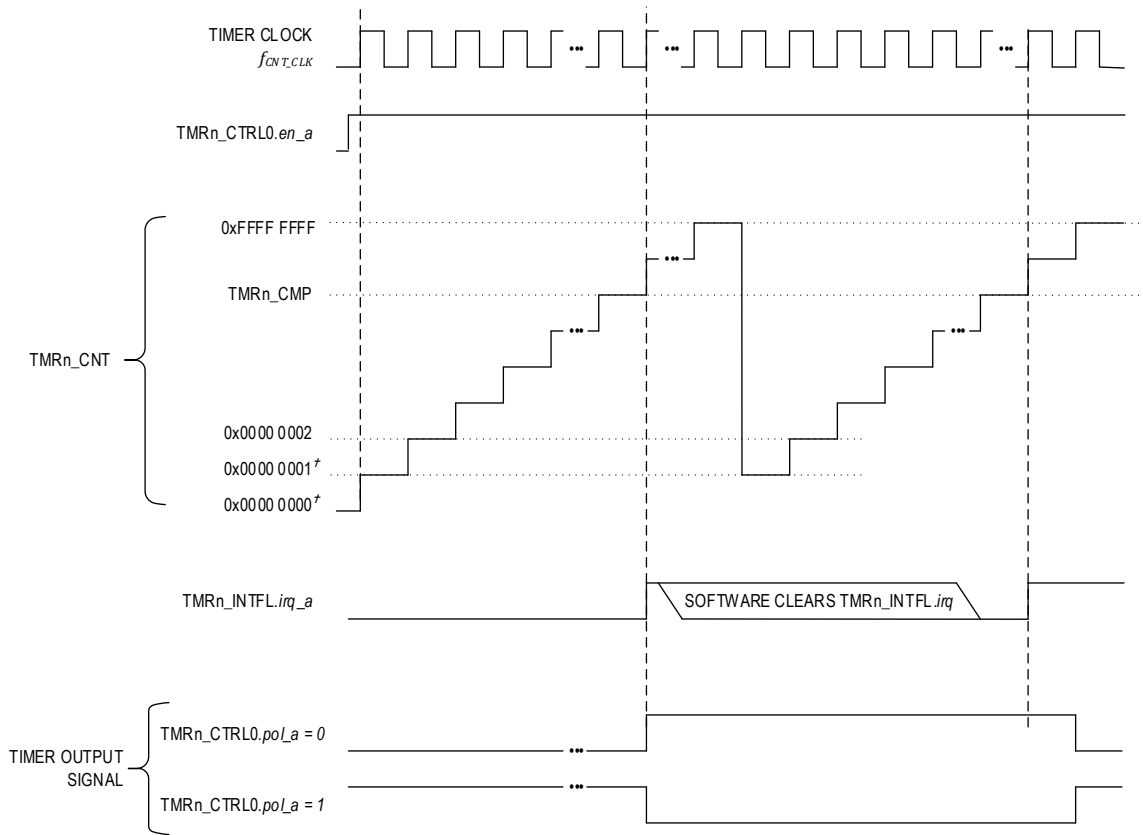 TIMER CLOCK
fCNT_CLK
TMRn_CTRL0.en_a
0xFFFF FFFF
TMRn_CMP
TMRn_CNT
0x0000 0002
0x0000 0001†
0x0000 0000†
TMRn_INTFL.irq_a
SOFTWARE CLEARS TMRn_INTFL.irq
TMRn_CTRL0.pol_a = 0
TIMER OUTPUT
SIGNAL
TMRn_CTRL0.pol_a = 1